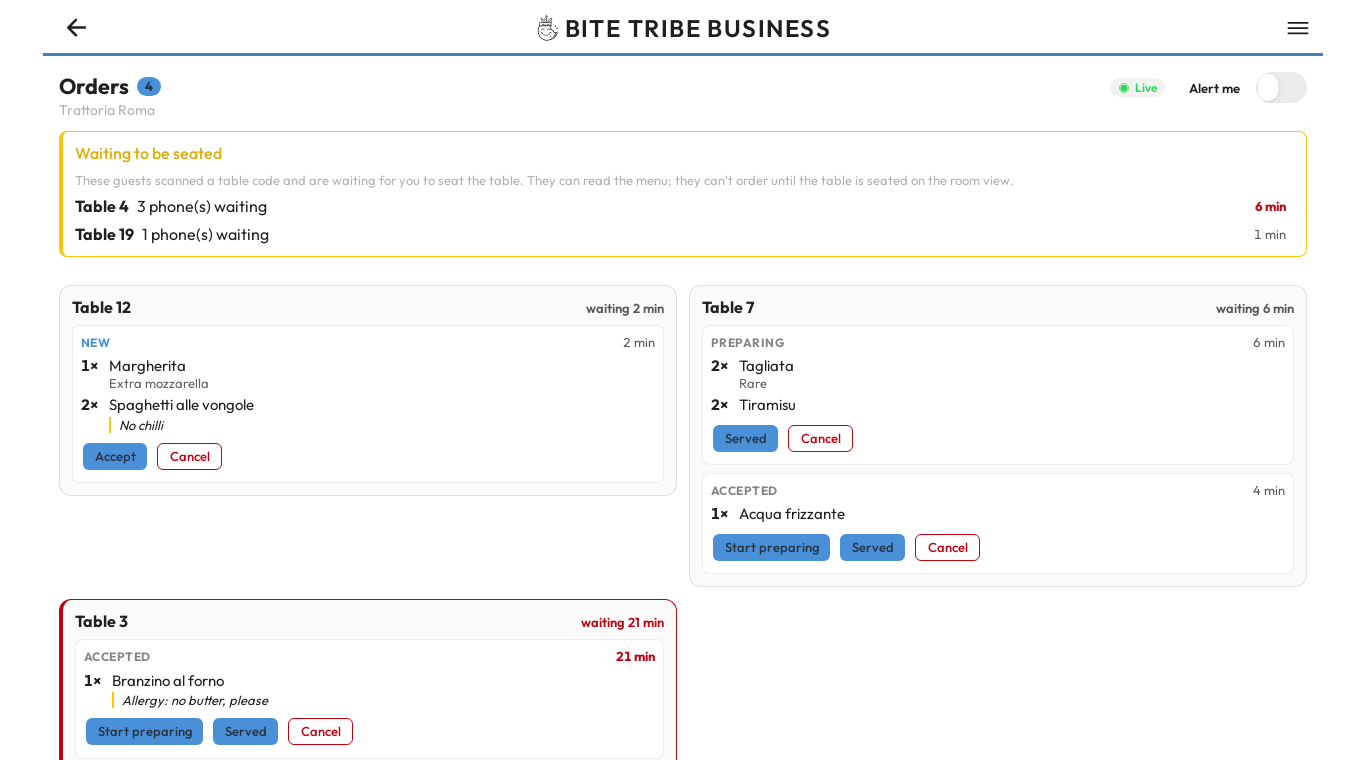 BITE TRIBE BUSINESS
Orders 4
Live
Alert me
Trattoria Roma
Waiting to be seated
These guests scanned a table code and are waiting for you to seat the table. They can read the menu; they can't order until the table is seated on the room view.
Table 4 3 phone(s) waiting 6 min
Table 19 1 phone(s) waiting 1 min
Table 12 waiting 2 min
NEW 2 min
1× Margherita
Extra mozzarella
2× Spaghetti alle vongole
No chilli
Accept Cancel
Table 7 waiting 6 min
PREPARING 6 min
2× Tagliata
Rare
2× Tiramisu
Served Cancel
ACCEPTED 4 min
1× Acqua frizzante
Start preparing Served Cancel
Table 3 waiting 21 min
ACCEPTED 21 min
1× Branzino al forno
Allergy: no butter, please
Start preparing Served Cancel